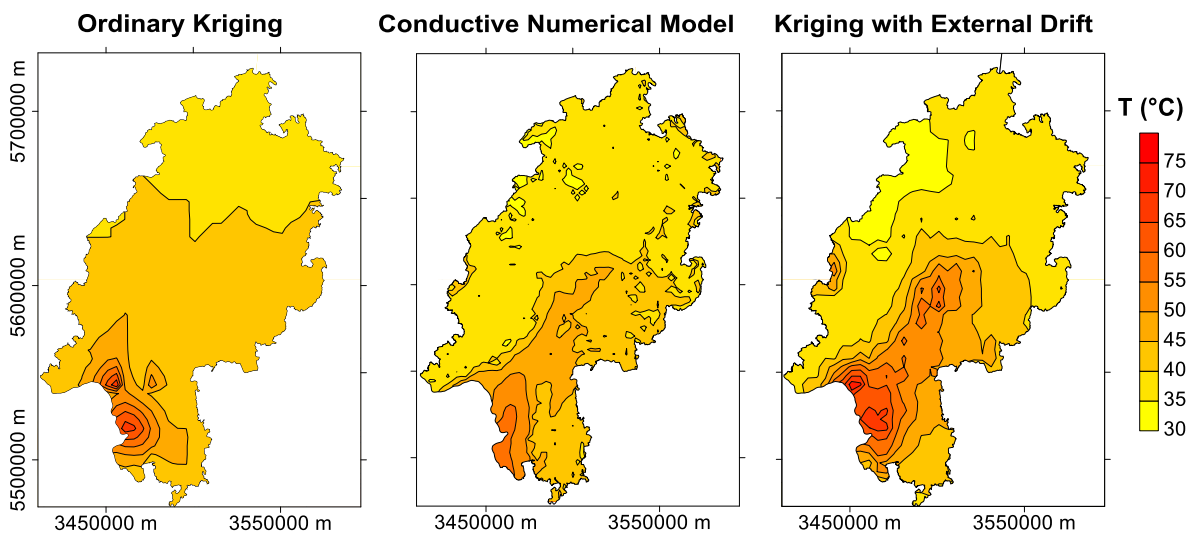 Ordinary Kriging
Conductive Numerical Model
Kriging with External Drift
T (°C)
75
70
65
60
55
50
45
40
35
30
5700000 m
5600000 m
5500000 m
3450000 m
3550000 m
3450000 m
3550000 m
3450000 m
3550000 m